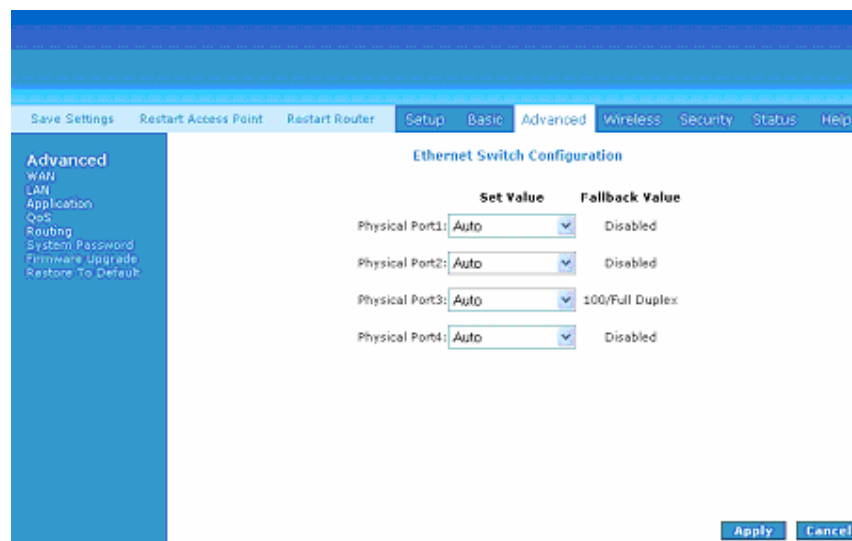 Save Settings Restart Access Point Restart Router Setup Basic Advanced Wireless Security Status Help
Advanced
WAN
LAN
Application
QoS
Routing
System Password
Firmware Upgrade
Restore To Default
Ethernet Switch Configuration
Set Value Fallback Value
Physical Port1: Auto Disabled
Physical Port2: Auto Disabled
Physical Port3: Auto 100/Full Duplex
Physical Port4: Auto Disabled
Apply Cancel